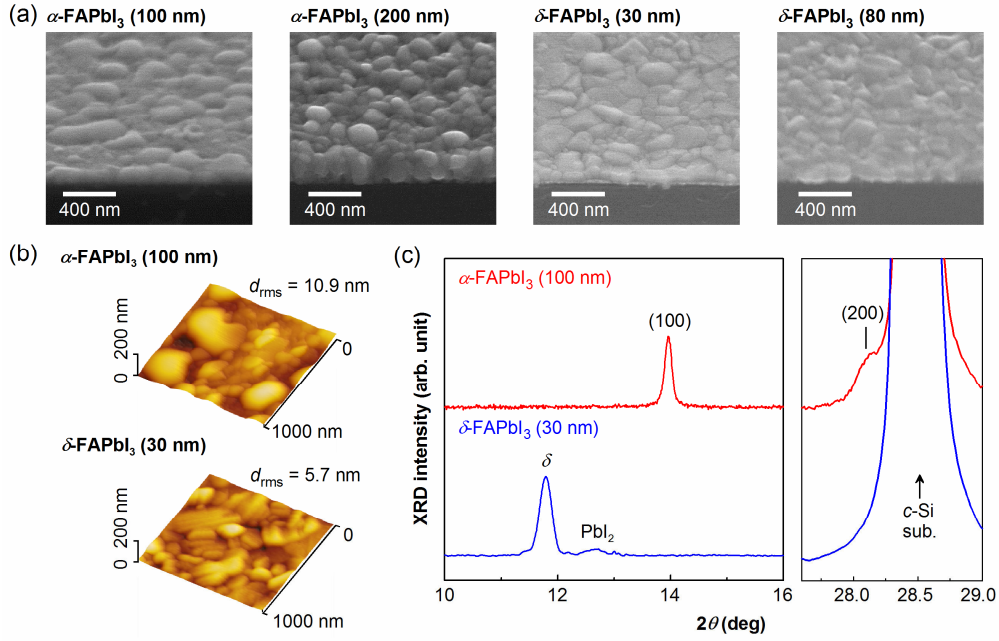 (a)
α-FAPbI3 (100 nm)
α-FAPbI3 (200 nm)
δ-FAPbI3 (30 nm)
δ-FAPbI3 (80 nm)
400 nm
400 nm
400 nm
400 nm
(b)
α-FAPbI3 (100 nm)
drms = 10.9 nm
200 nm
0
0
1000 nm
δ-FAPbI3 (30 nm)
drms = 5.7 nm
200 nm
0
0
1000 nm
(c)
XRD intensity (arb. unit)
α-FAPbI3 (100 nm)
(100)
δ-FAPbI3 (30 nm)
δ
PbI2
10
12
14
16
(200)
c-Si
sub.
28.0
28.5
29.0
2θ (deg)